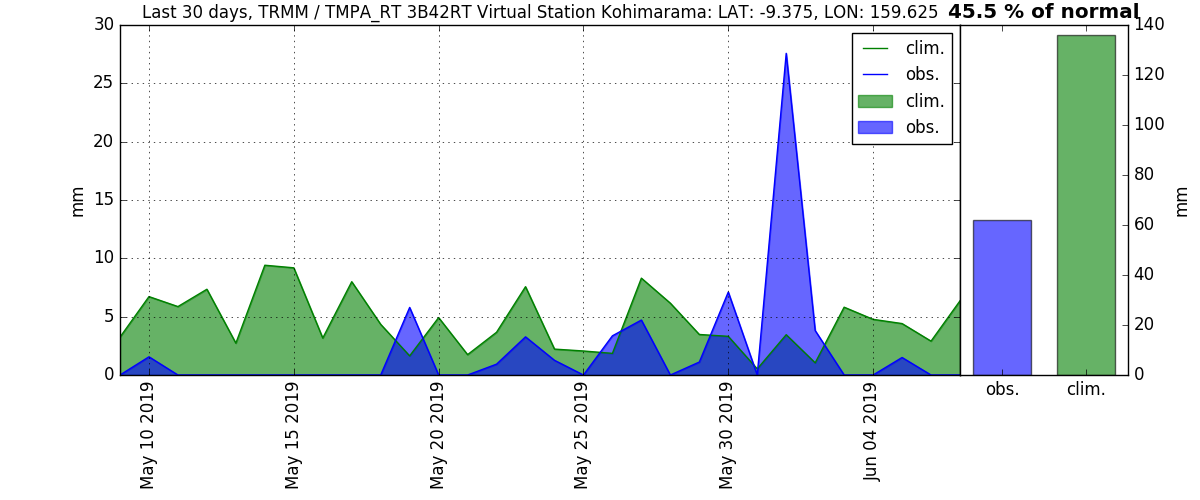 Last 30 days, TRMM / TMPA_RT 3B42RT Virtual Station Kohimarama: LAT: -9.375, LON: 159.625
45.5 % of normal
clim.
obs.
clim.
obs.
30
25
20
15
10
5
0
mm
May 10 2019
May 15 2019
May 20 2019
May 25 2019
May 30 2019
Jun 04 2019
140
120
100
80
60
40
20
0
mm
obs.
clim.